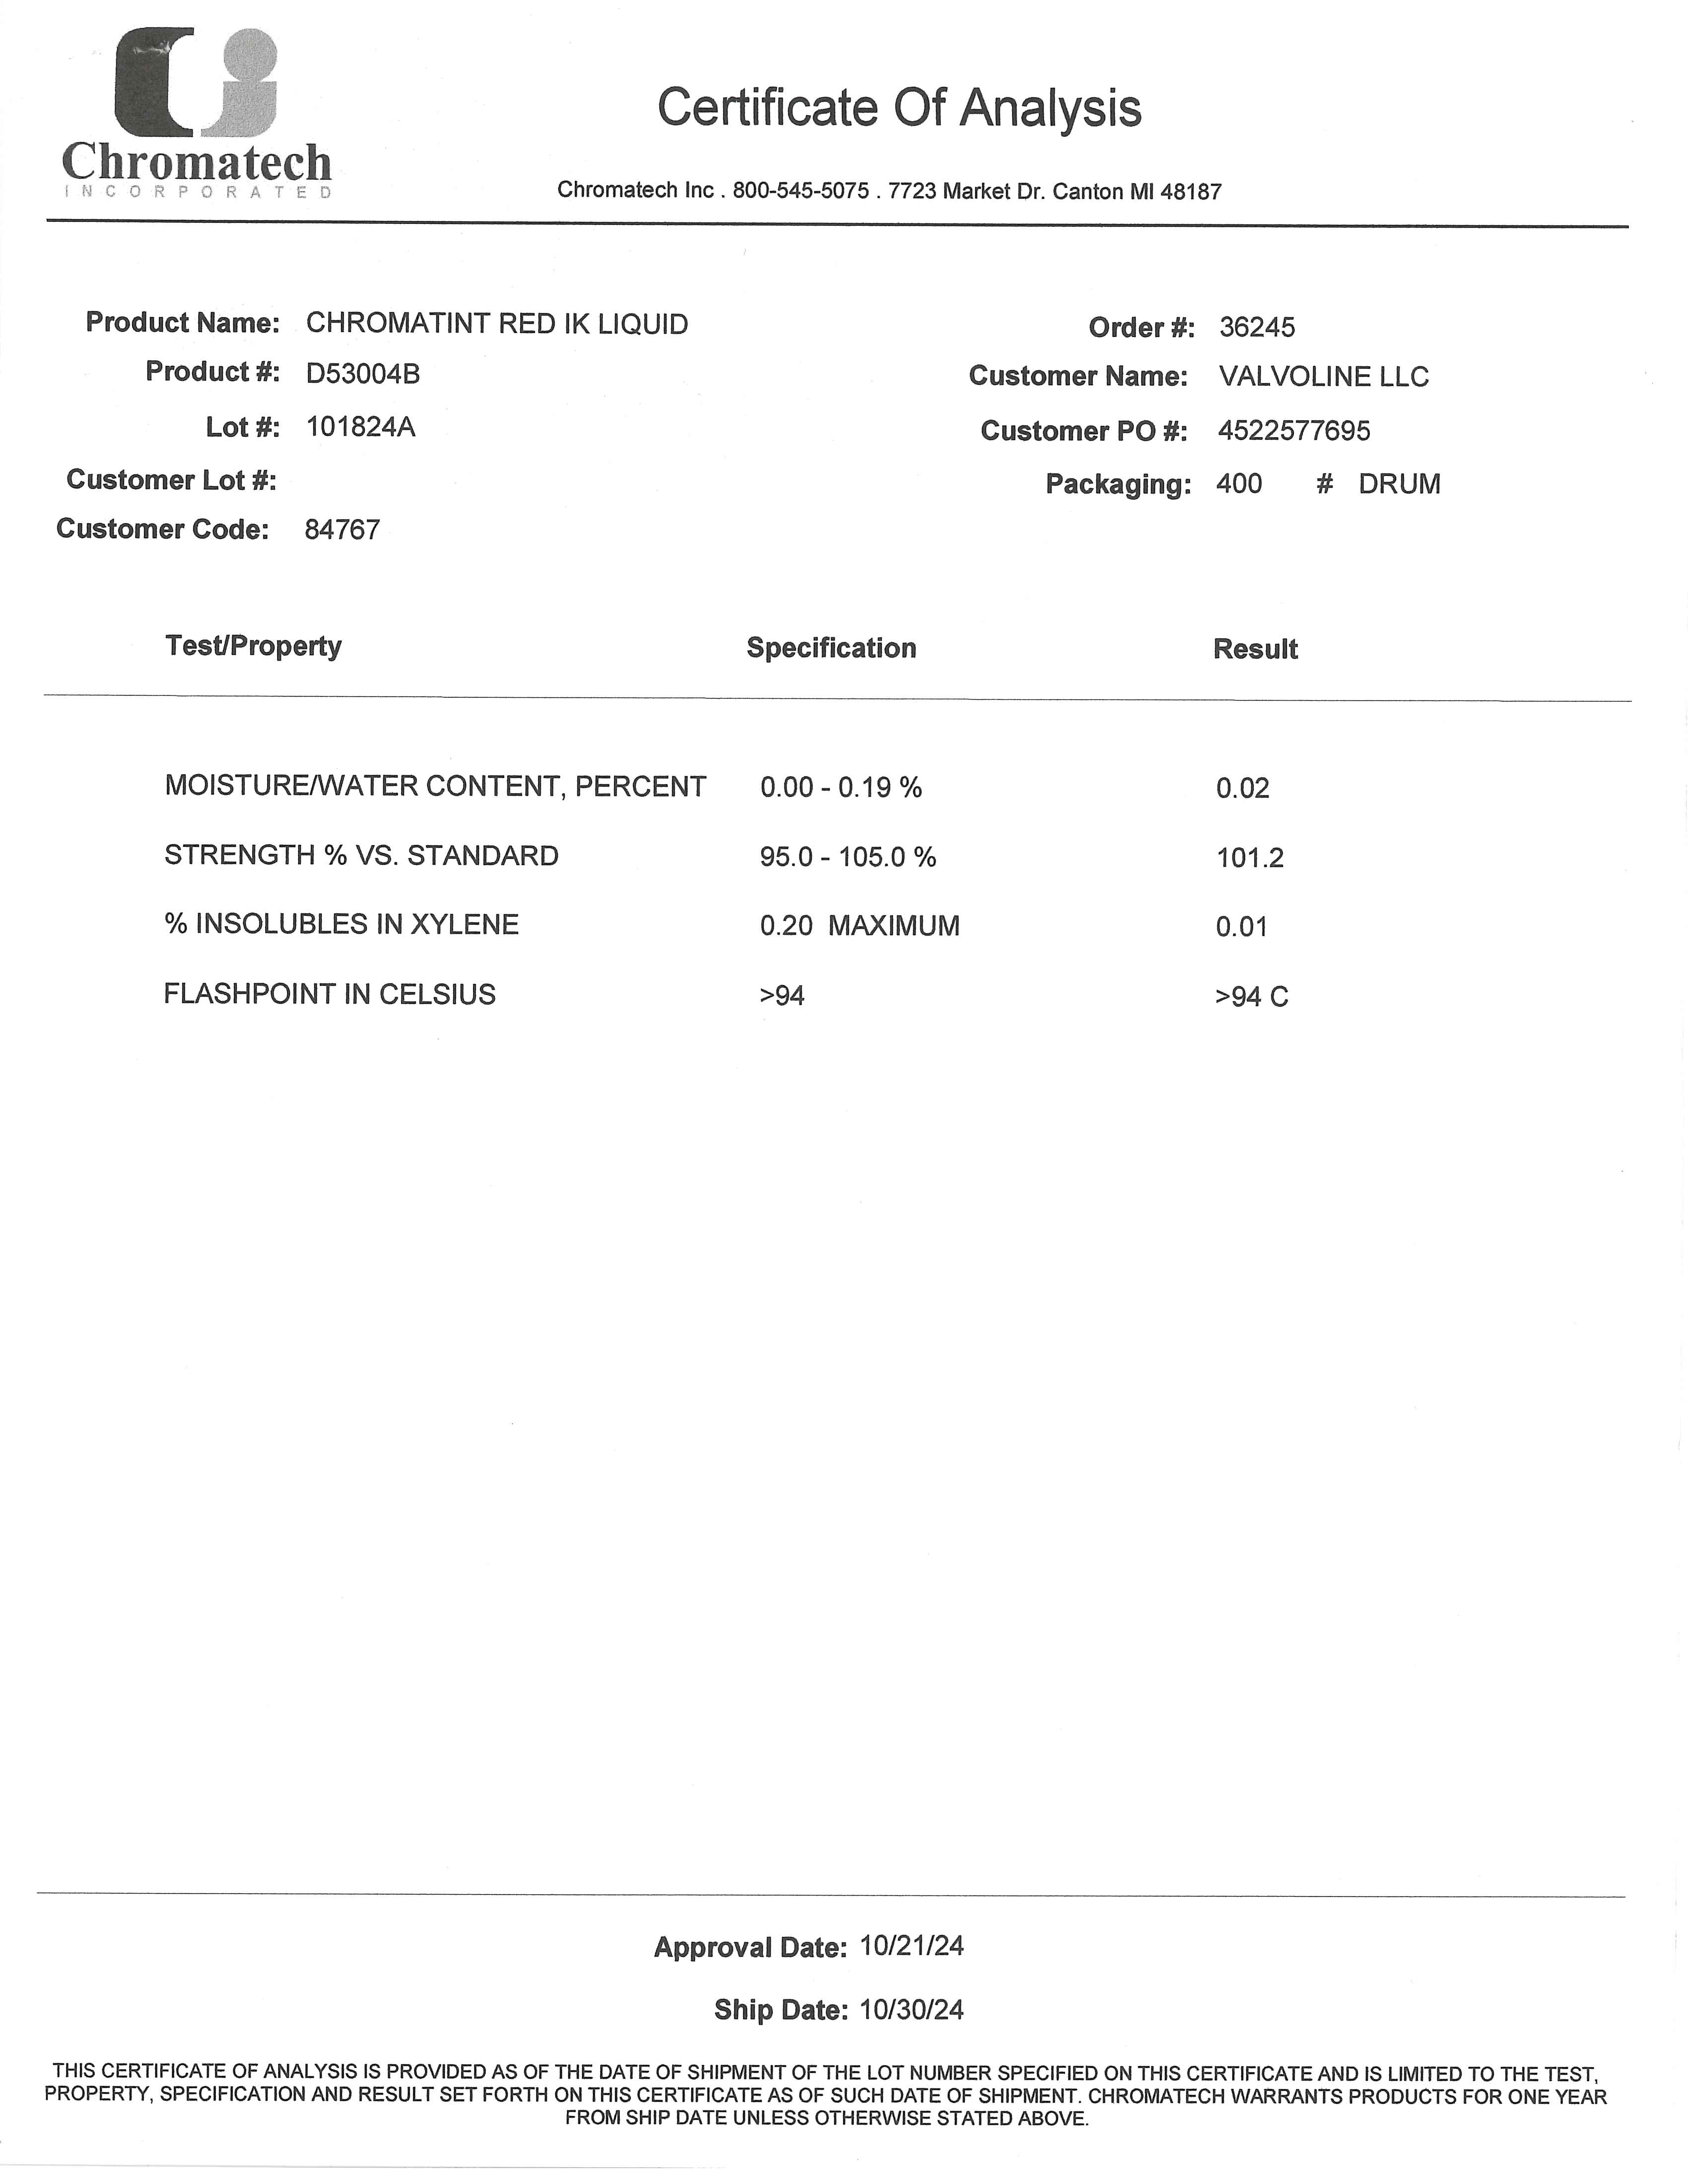 Chromatech
INCORPORATED
Certificate Of Analysis
Chromatech Inc . 800-545-5075 . 7723 Market Dr. Canton MI 48187
Product Name: CHROMATINT RED IK LIQUID
Product #: D53004B
Lot #: 101824A
Customer Lot #:
Customer Code: 84767
Order #: 36245
Customer Name: VALVOLINE LLC
Customer PO #: 4522577695
Packaging: 400 # DRUM
Test/Property Specification Result
MOISTURE/WATER CONTENT, PERCENT 0.00 - 0.19 % 0.02
STRENGTH % VS. STANDARD 95.0 - 105.0 % 101.2
% INSOLUBLES IN XYLENE 0.20 MAXIMUM 0.01
FLASHPOINT IN CELSIUS >94 >94 C
Approval Date: 10/21/24
Ship Date: 10/30/24
THIS CERTIFICATE OF ANALYSIS IS PROVIDED AS OF THE DATE OF SHIPMENT OF THE LOT NUMBER SPECIFIED ON THIS CERTIFICATE AND IS LIMITED TO THE TEST,
PROPERTY, SPECIFICATION AND RESULT SET FORTH ON THIS CERTIFICATE AS OF SUCH DATE OF SHIPMENT. CHROMATECH WARRANTS PRODUCTS FOR ONE YEAR
FROM SHIP DATE UNLESS OTHERWISE STATED ABOVE.